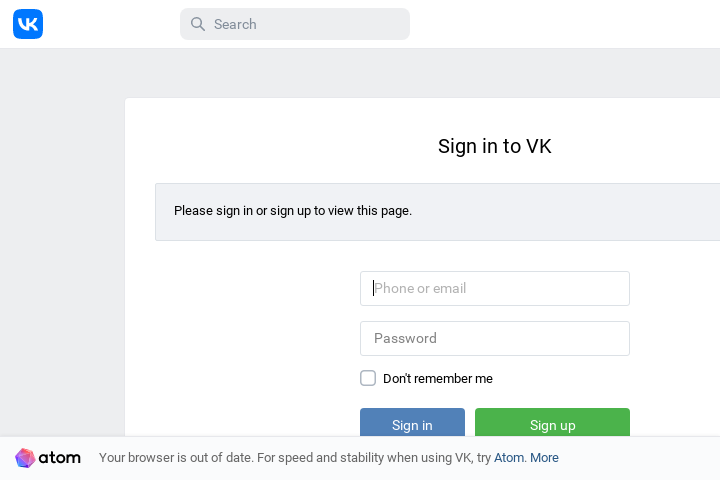 Search
Sign in to VK
Please sign in or sign up to view this page.
Phone or email
Password
Don't remember me
Sign in Sign up
atom Your browser is out of date. For speed and stability when using VK, try Atom. More